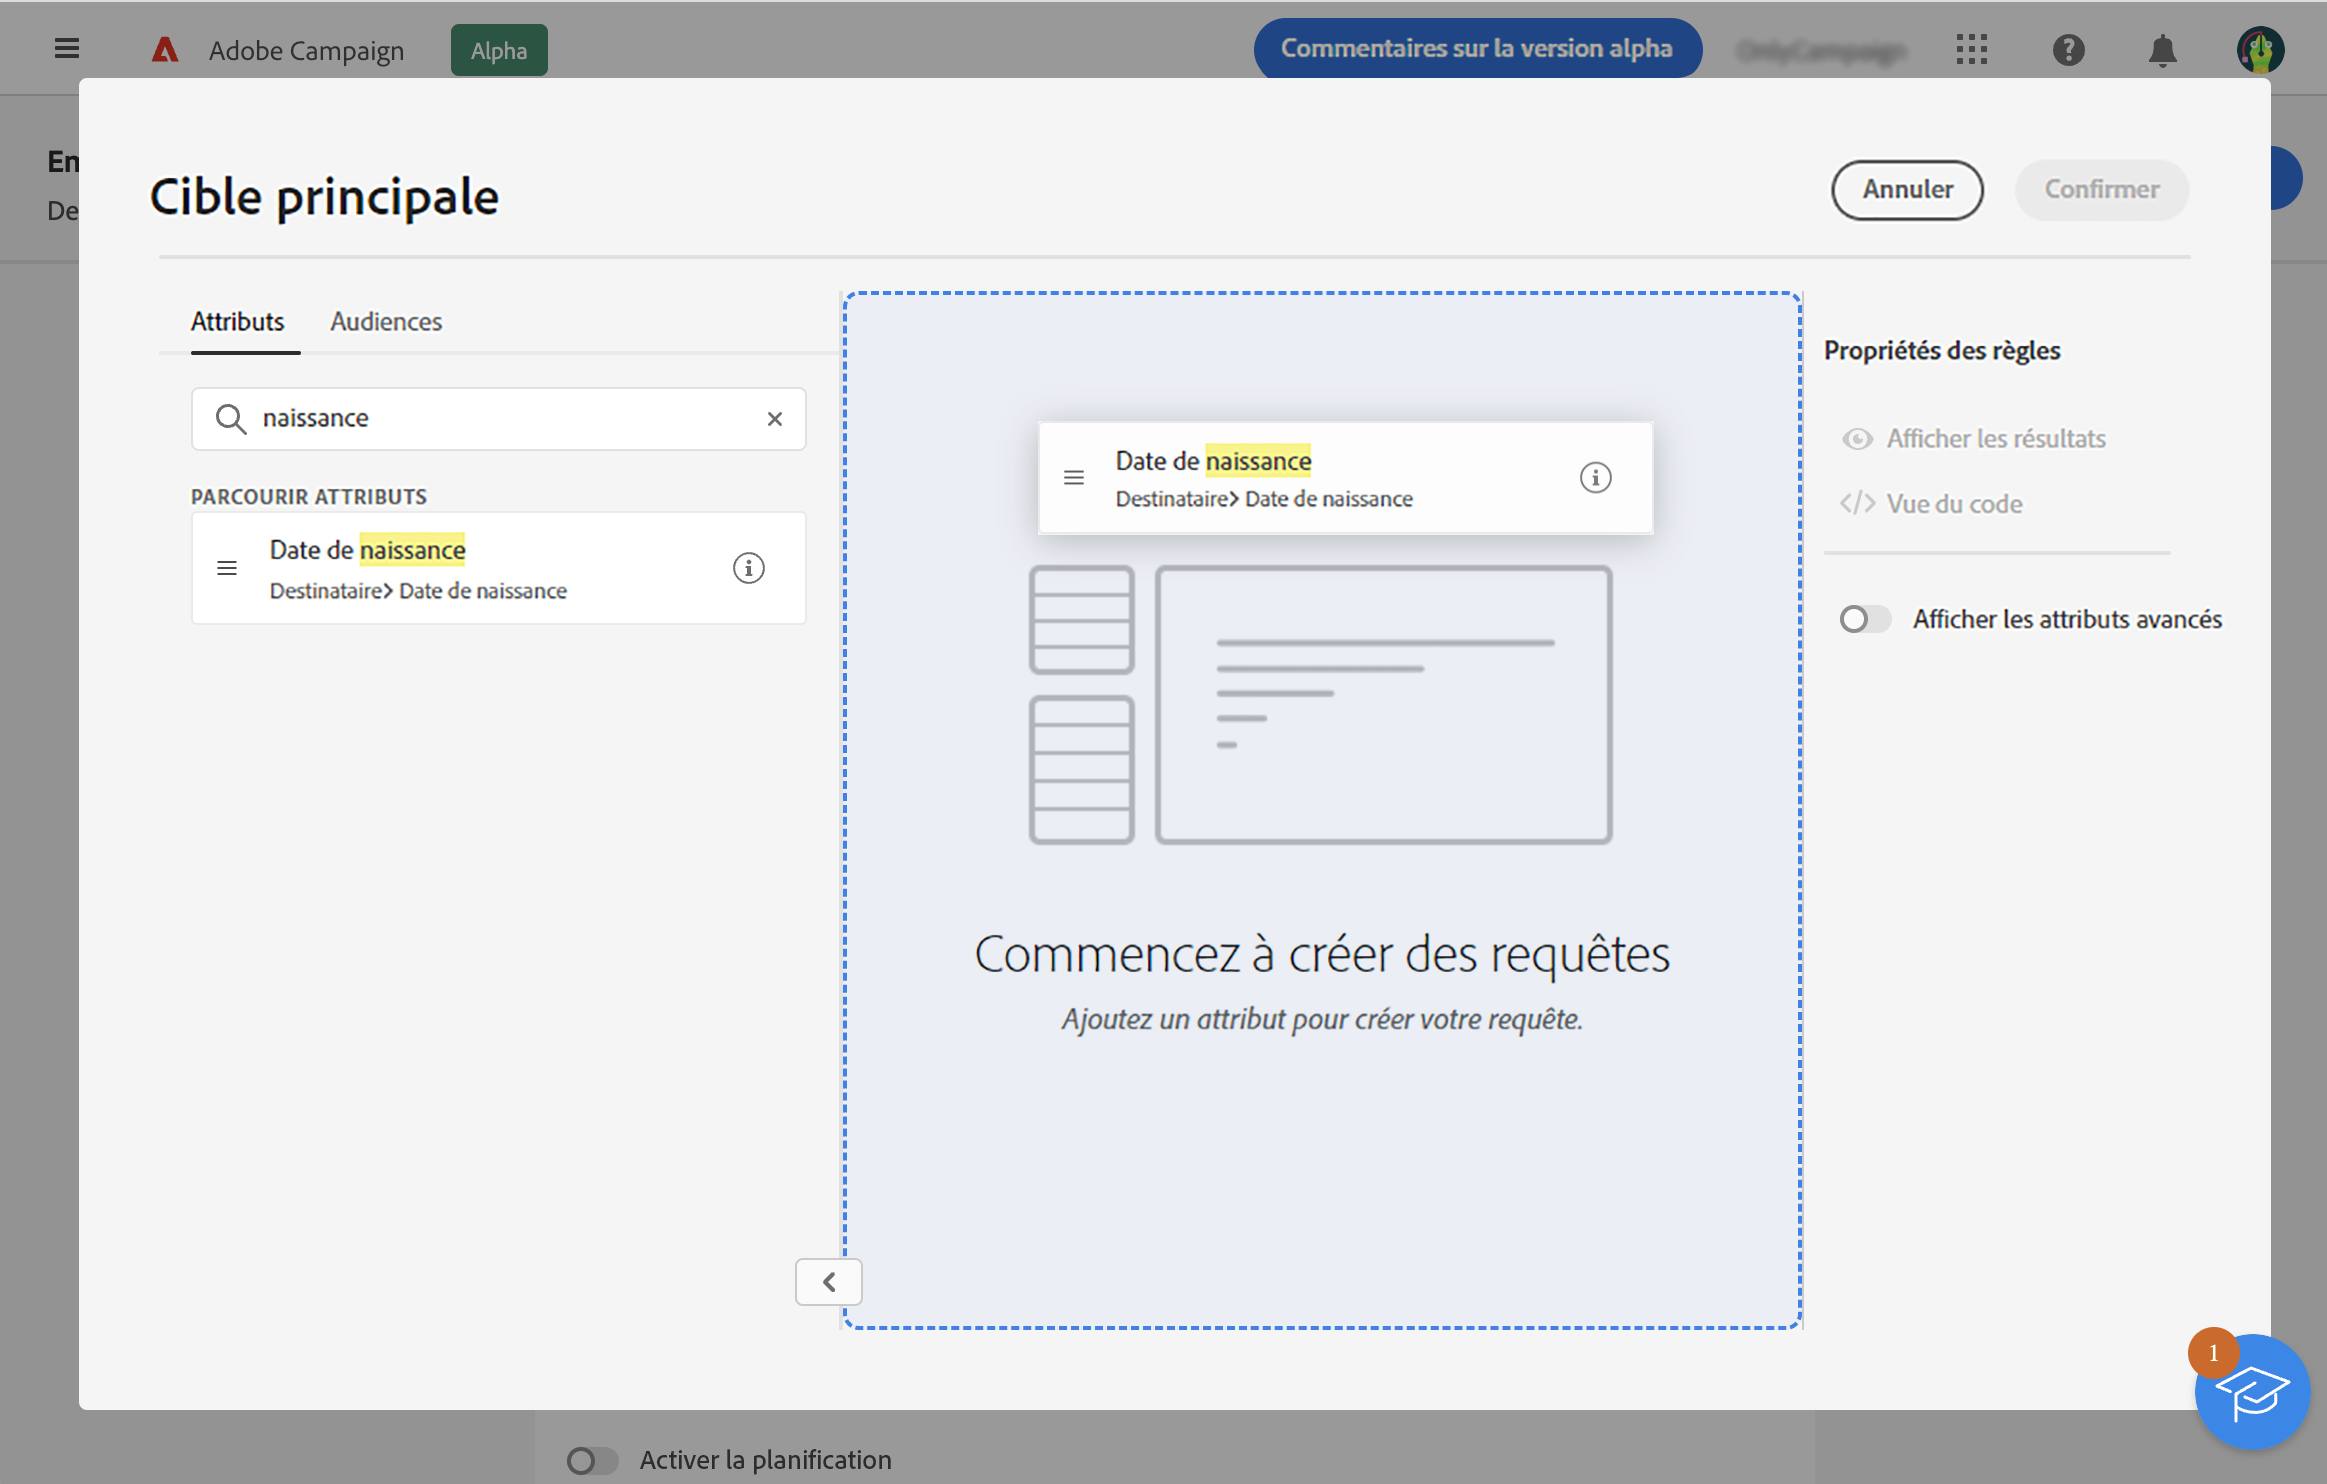 Adobe Campaign
Alpha
Commentaires sur la version alpha
En
De
Cible principale
Annuler
Confirmer
Attributs
Audiences
naissance
PARCOURIR ATTRIBUTS
Date de naissance
Destinataire> Date de naissance
Date de naissance
Destinataire> Date de naissance
Commencez à créer des requêtes
Ajoutez un attribut pour créer votre requête.
Propriétés des règles
Afficher les résultats
</> Vue du code
Afficher les attributs avancés
1
Activer la planification